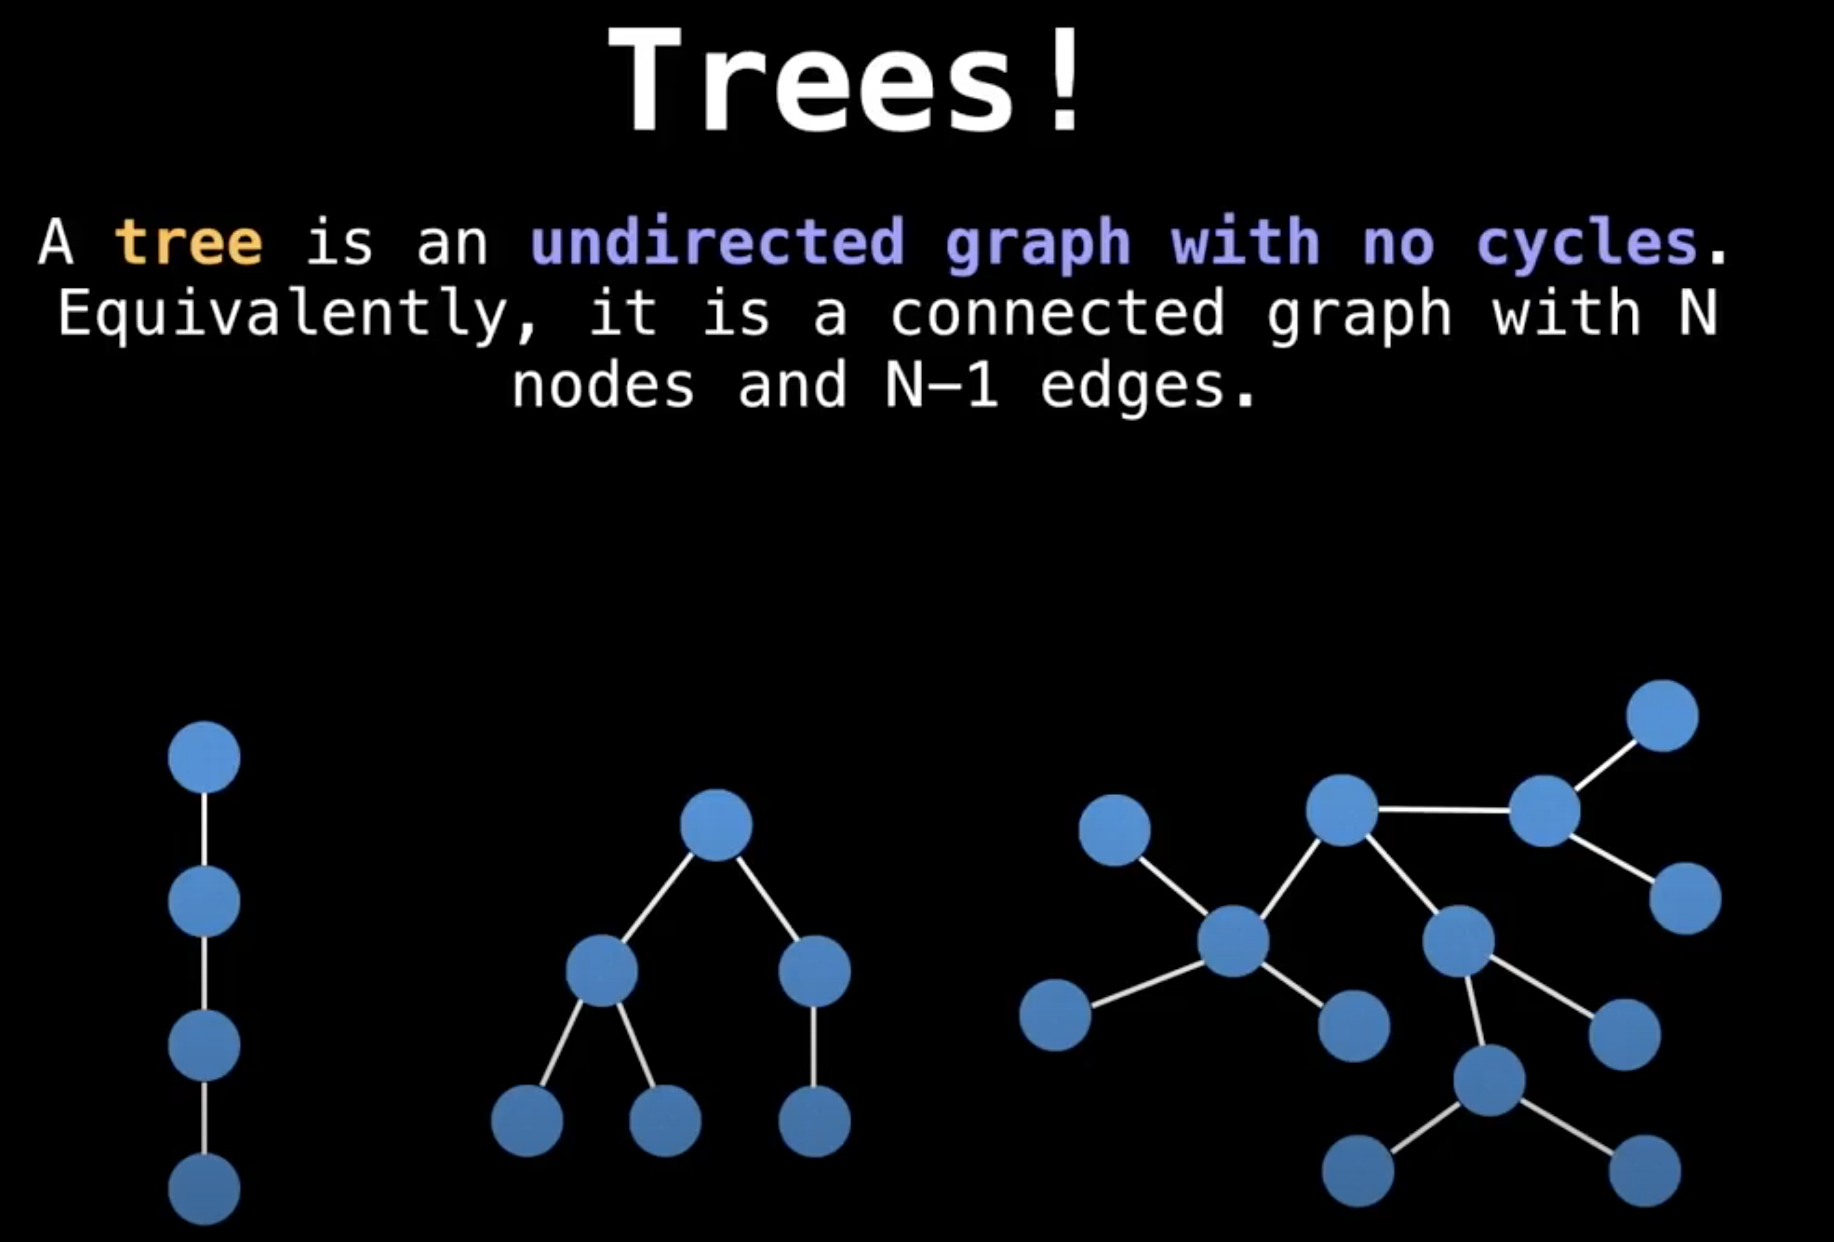 Trees!
A tree is an undirected graph with no cycles.
Equivalently, it is a connected graph with N
nodes and N-1 edges.